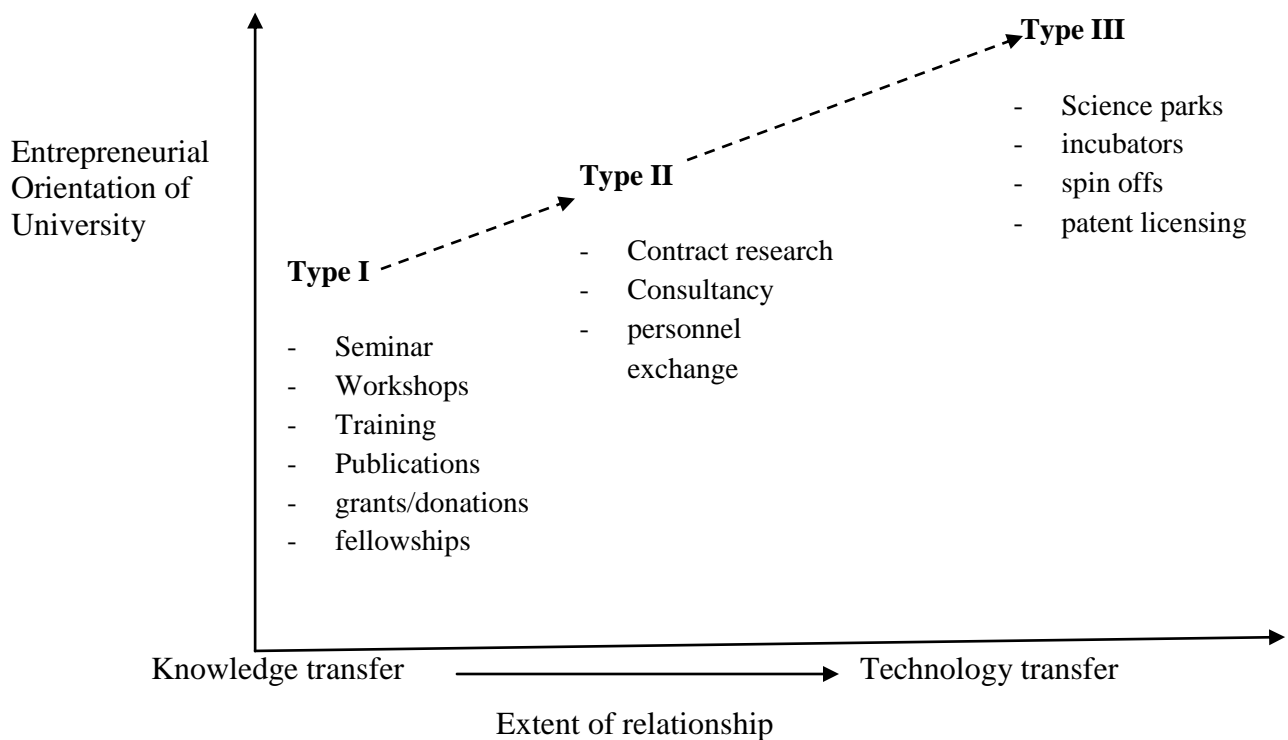 Entrepreneurial
Orientation of
University
Type I
- Seminar
- Workshops
- Training
- Publications
- grants/donations
- fellowships
Type II
- Contract research
- Consultancy
- personnel
exchange
Type III
- Science parks
- incubators
- spin offs
- patent licensing
Knowledge transfer
Technology transfer
Extent of relationship